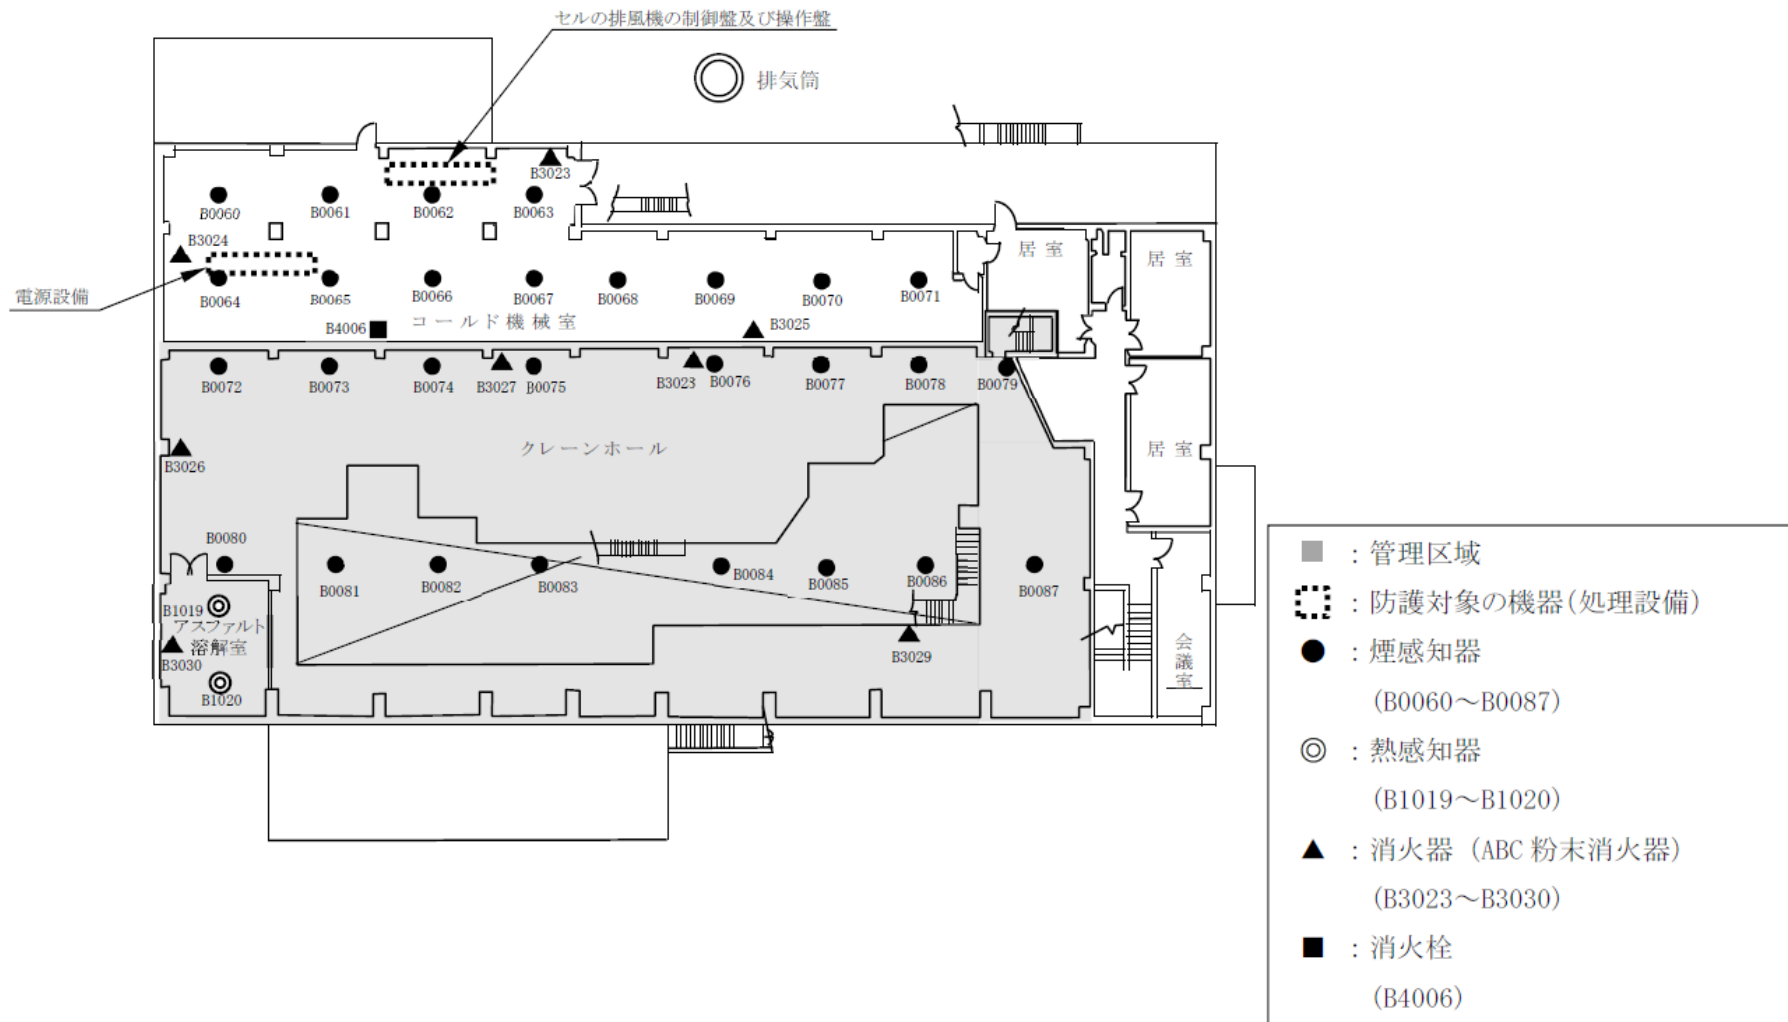 セルの排風機の制御盤及び操作盤
排気筒
B3023
B0060
B0061
B0062
B0063
B3024
居室
居室
電源設備
B0064
B0065
B0066
B0067
B0068
B0069
B0070
B0071
B4006
コールド機械室
B3025
B0072
B0073
B0074
B3027
B0075
B3023
B0076
B0077
B0078
B0079
クレーンホール
居室
B3026
B0080
B0081
B0082
B0083
B0084
B0085
B0086
B0087
B1019
アスファルト
溶解室
B3030
B1020
B3029
会議室
：管理区域
：防護対象の機器(処理設備)
：煙感知器
(B0060～B0087)
：熱感知器
(B1019～B1020)
：消火器（ABC 粉末消火器）
(B3023～B3030)
：消火栓
(B4006)